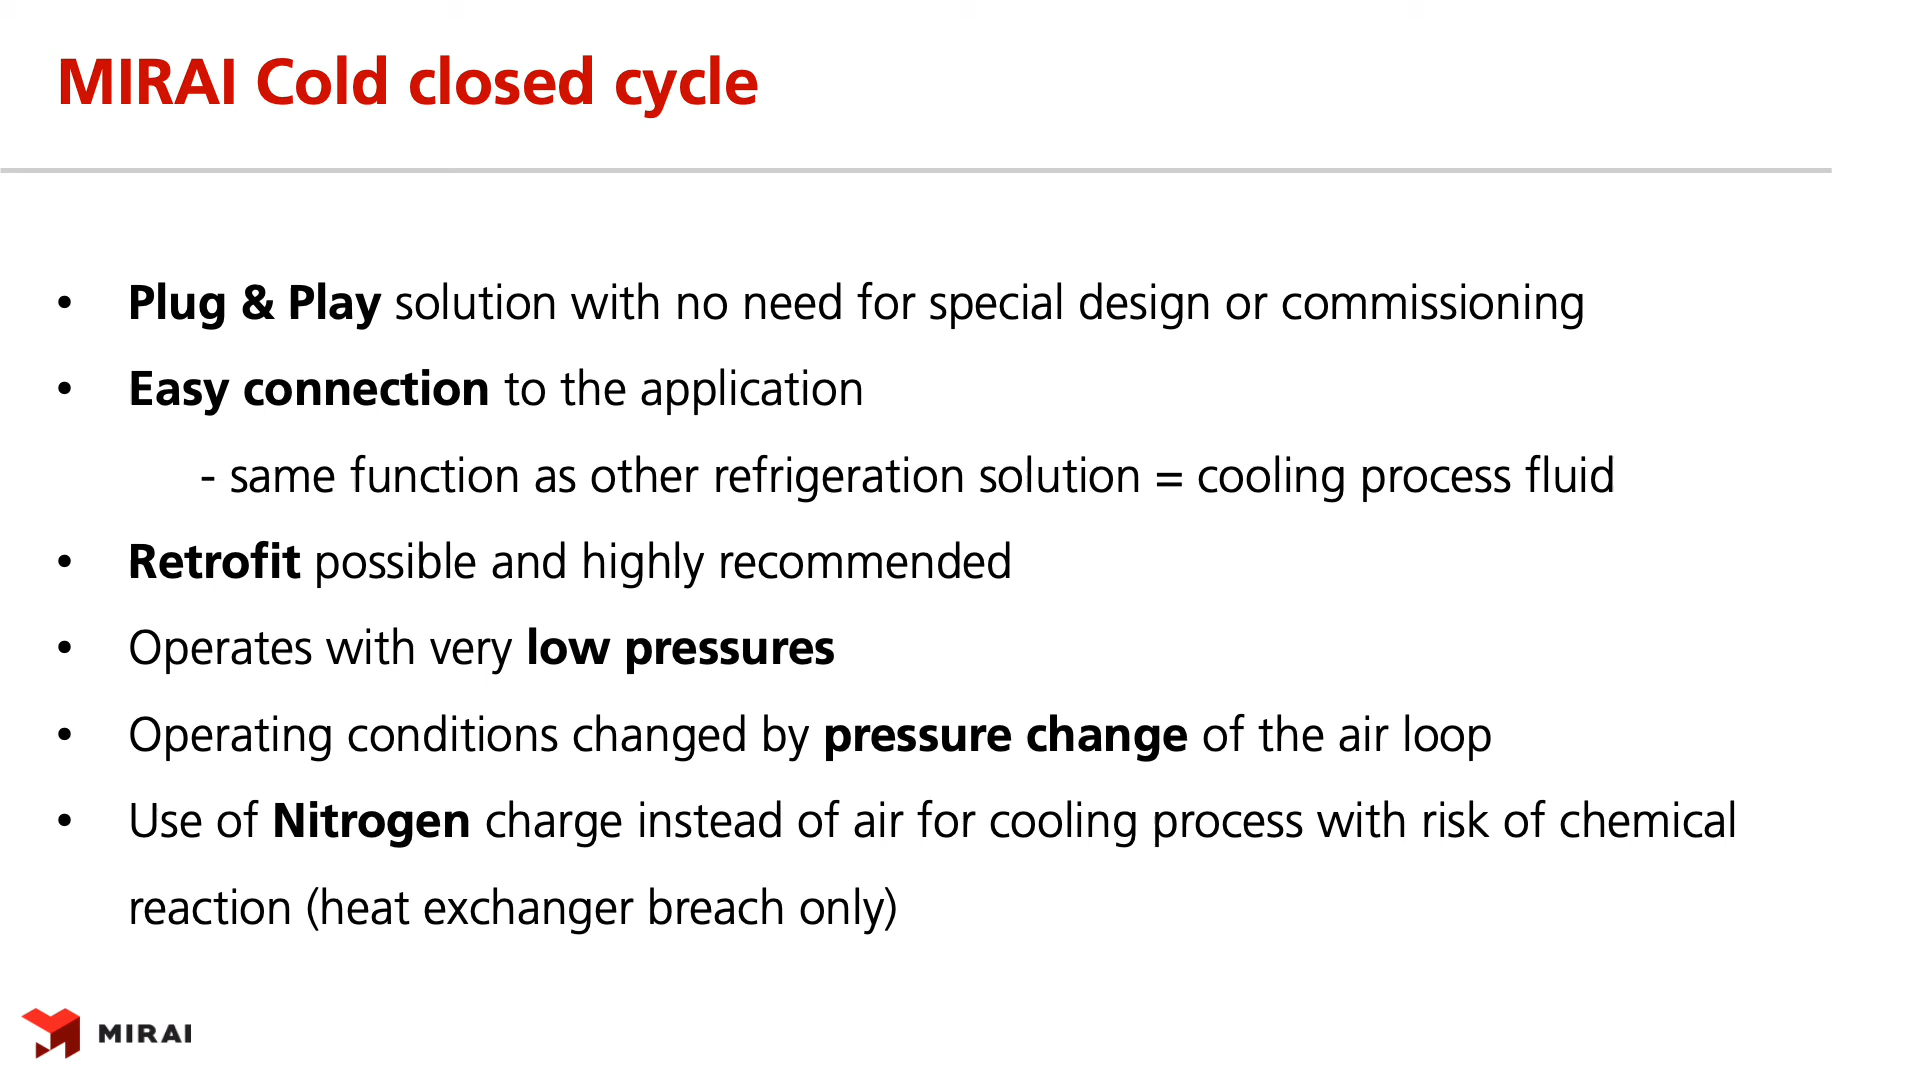 MIRAI Cold closed cycle
• Plug & Play solution with no need for special design or commissioning
• Easy connection to the application
- same function as other refrigeration solution = cooling process fluid
• Retrofit possible and highly recommended
• Operates with very low pressures
• Operating conditions changed by pressure change of the air loop
• Use of Nitrogen charge instead of air for cooling process with risk of chemical
reaction (heat exchanger breach only)
MIRAI